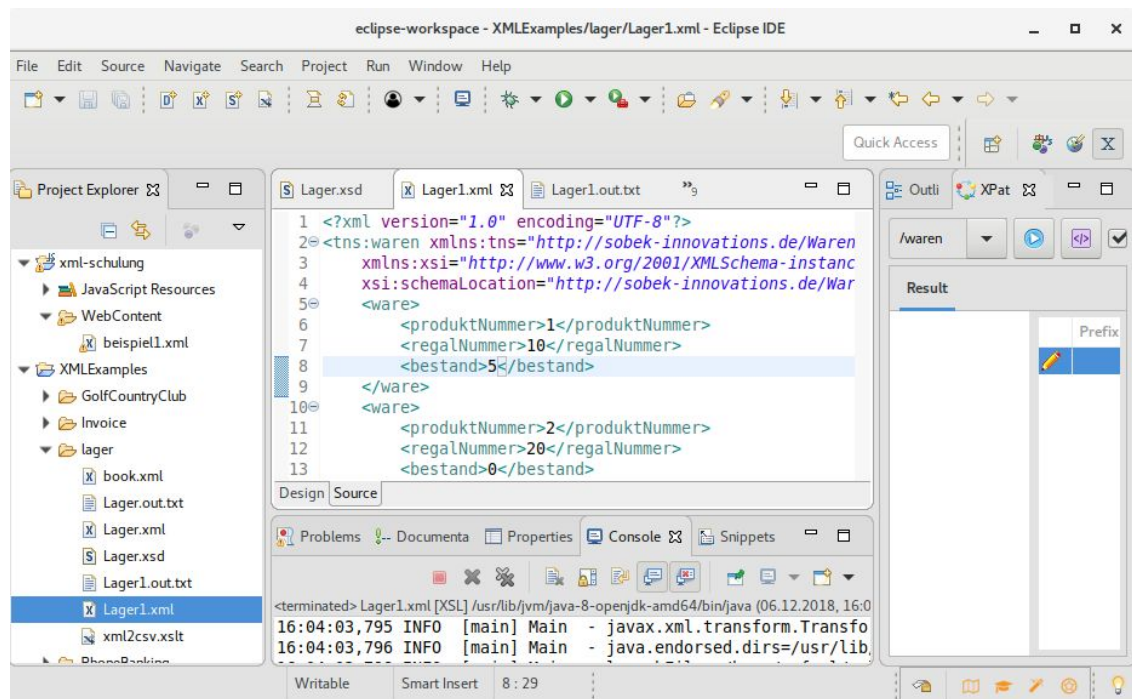 eclipse-workspace - XMLExamples/lager/Lager1.xml - Eclipse IDE
File Edit Source Navigate Search Project Run Window Help
Quick Access
Project Explorer
xml-schulung
JavaScript Resources
WebContent
beispiel1.xml
XMLExamples
GolfCountryClub
Invoice
lager
book.xml
Lager.out.txt
Lager.xml
Lager.xsd
Lager1.out.txt
Lager1.xml
xml2csv.xslt
PhoneBanking
Lager.xsd Lager1.xml Lager1.out.txt »9
1 <?xml version="1.0" encoding="UTF-8"?>
2 <tns:waren xmlns:tns="http://sobek-innovations.de/Waren
3 xmlns:xsi="http://www.w3.org/2001/XMLSchema-instanc
4 xsi:schemaLocation="http://sobek-innovations.de/War
5 <ware>
6 <produktNummer>1</produktNummer>
7 <regalNummer>10</regalNummer>
8 <bestand>5</bestand>
9 </ware>
10 <ware>
11 <produktNummer>2</produktNummer>
12 <regalNummer>20</regalNummer>
13 <bestand>0</bestand>
Design Source
Outli XPat
/waren
Result
Prefix
Problems Documenta Properties Console Snippets
<terminated> Lager1.xml [XSL] /usr/lib/jvm/java-8-openjdk-amd64/bin/java (06.12.2018, 16:0
16:04:03,795 INFO [main] Main - javax.xml.transform.Transfo
16:04:03,796 INFO [main] Main - java.endorsed.dirs=/usr/lib/
Writable Smart Insert 8 : 29